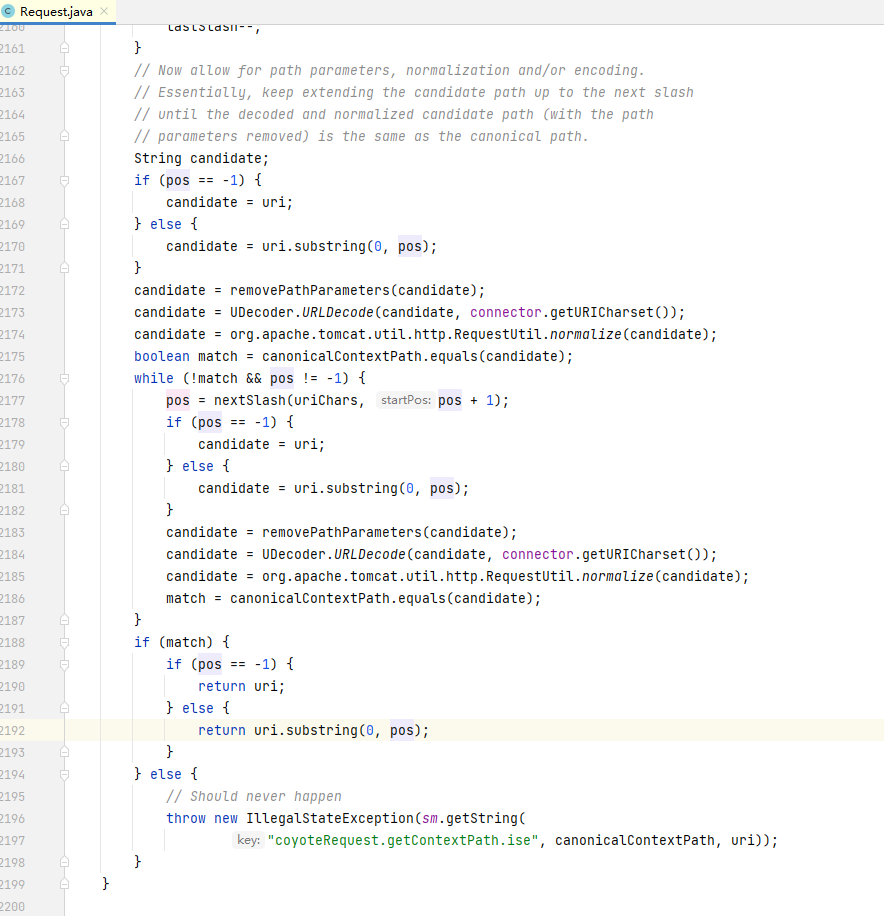 Request.java
2160 lastSlash--;
2161 }
2162 // Now allow for path parameters, normalization and/or encoding.
2163 // Essentially, keep extending the candidate path up to the next slash
2164 // until the decoded and normalized candidate path (with the path
2165 // parameters removed) is the same as the canonical path.
2166 String candidate;
2167 if (pos == -1) {
2168 candidate = uri;
2169 } else {
2170 candidate = uri.substring(0, pos);
2171 }
2172 candidate = removePathParameters(candidate);
2173 candidate = UDecoder.URLDecode(candidate, connector.getURICharset());
2174 candidate = org.apache.tomcat.util.http.RequestUtil.normalize(candidate);
2175 boolean match = canonicalContextPath.equals(candidate);
2176 while (!match && pos != -1) {
2177 pos = nextSlash(uriChars, startPos: pos + 1);
2178 if (pos == -1) {
2179 candidate = uri;
2180 } else {
2181 candidate = uri.substring(0, pos);
2182 }
2183 candidate = removePathParameters(candidate);
2184 candidate = UDecoder.URLDecode(candidate, connector.getURICharset());
2185 candidate = org.apache.tomcat.util.http.RequestUtil.normalize(candidate);
2186 match = canonicalContextPath.equals(candidate);
2187 }
2188 if (match) {
2189 if (pos == -1) {
2190 return uri;
2191 } else {
2192 return uri.substring(0, pos);
2193 }
2194 } else {
2195 // Should never happen
2196 throw new IllegalStateException(sm.getString(
2197 key: "coyoteRequest.getContextPath.ise", canonicalContextPath, uri));
2198 }
2199 }
2200